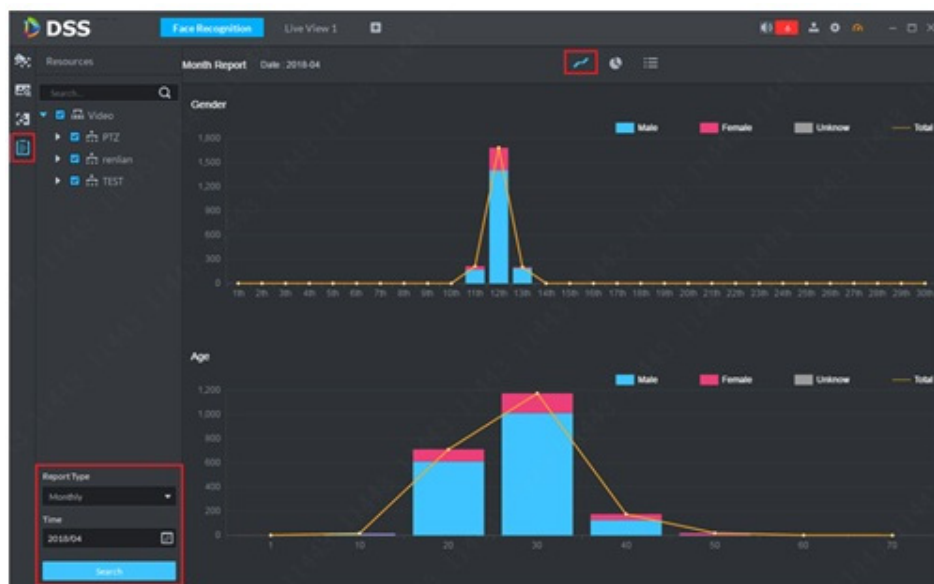 DSS
Face Recognition
Live View 1
6
Resources
Month Report
Date : 2018-04
Search...
Video
PTZ
renlian
TEST
Gender
Male Female Unknow Total
1,800
1,500
1,200
900
600
300
0
1th 2th 3th 4th 5th 6th 7th 8th 9th 10th 11th 12th 13th 14th 15th 16th 17th 18th 19th 20th 21th 22th 23th 24th 25th 26th 27th 28th 29th 30th
Age
Male Female Unknow Total
1,200
1,000
800
600
400
200
0
1 10 20 30 40 50 60 70
Report Type
Monthly
Time
2018/04
Search